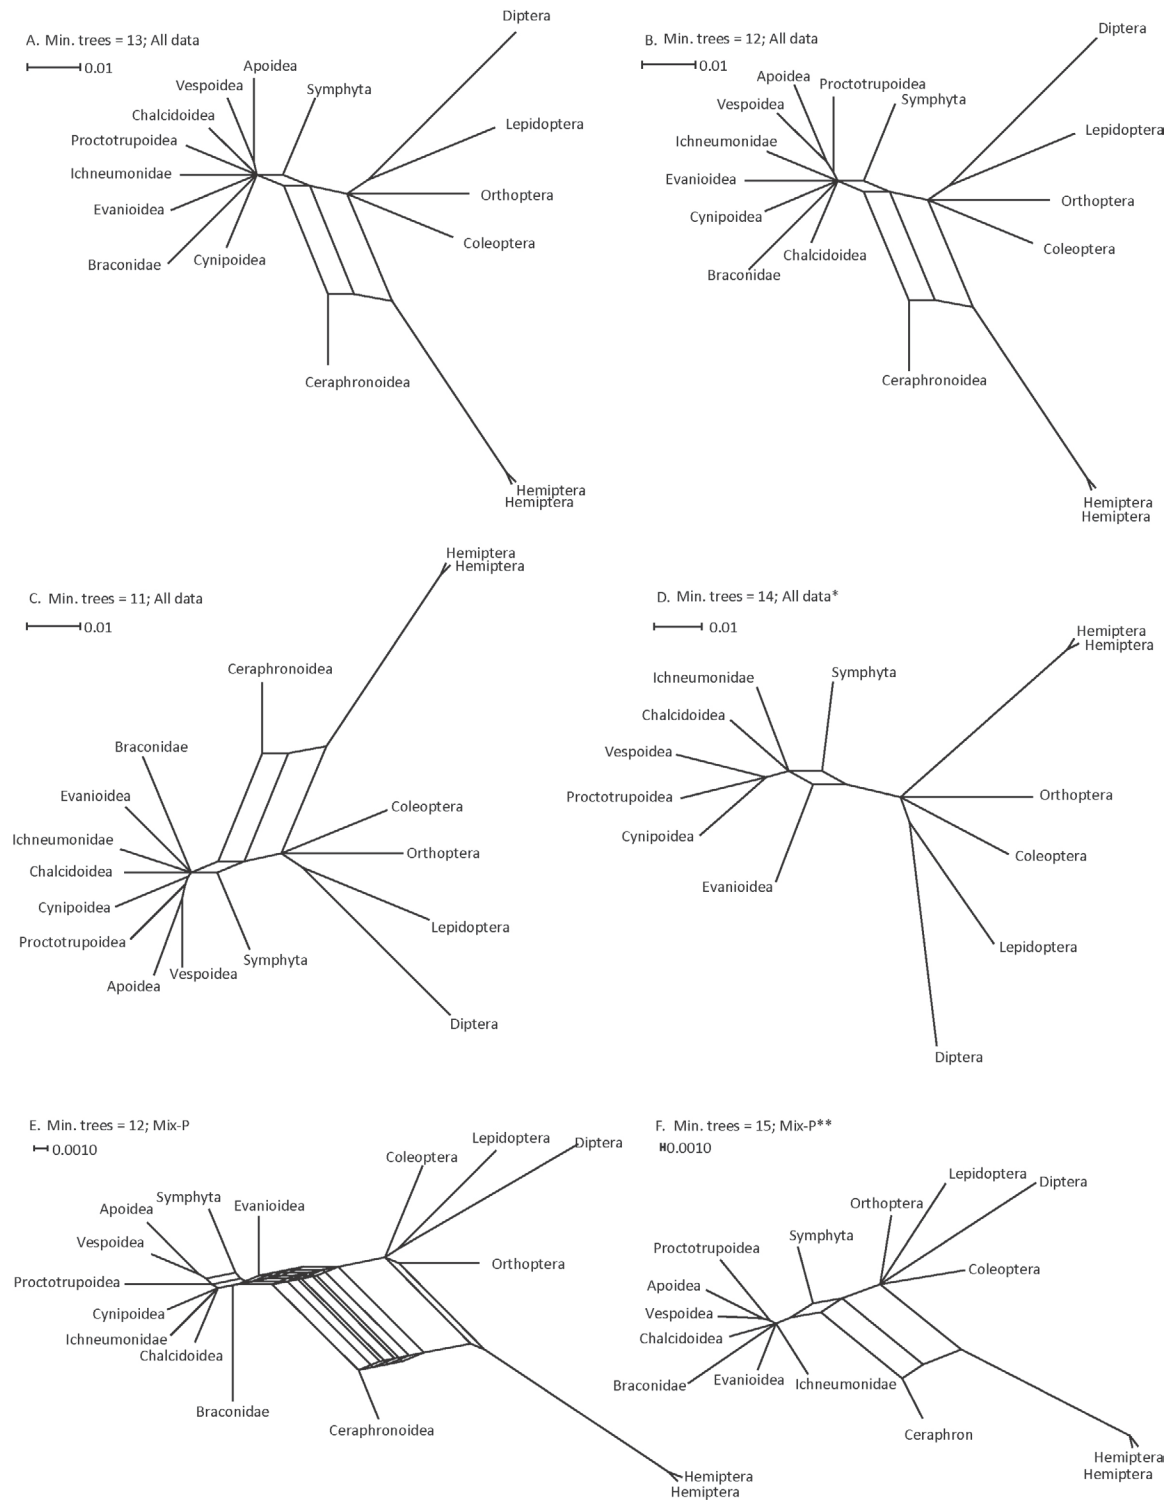 A. Min. trees = 13; All data
0.01
Diptera
Apoidea
Vespoidea
Symphyta
Chalcidoidea
Lepidoptera
Proctotrupoidea
Ichneumonidae
Orthoptera
Evanioidea
Coleoptera
Braconidae
Cynipoidea
Ceraphronoidea
Hemiptera
Hemiptera
B. Min. trees = 12; All data
0.01
Diptera
Apoidea
Proctotrupoidea
Vespoidea
Symphyta
Lepidoptera
Ichneumonidae
Evanioidea
Orthoptera
Cynipoidea
Coleoptera
Chalcidoidea
Braconidae
Ceraphronoidea
Hemiptera
Hemiptera
C. Min. trees = 11; All data
0.01
Hemiptera
Hemiptera
Ceraphronoidea
Braconidae
Evanioidea
Coleoptera
Ichneumonidae
Orthoptera
Chalcidoidea
Cynipoidea
Lepidoptera
Proctotrupoidea
Symphyta
Vespoidea
Apoidea
Diptera
D. Min. trees = 14; All data*
0.01
Hemiptera
Hemiptera
Ichneumonidae
Symphyta
Chalcidoidea
Vespoidea
Proctotrupoidea
Orthoptera
Cynipoidea
Coleoptera
Evanioidea
Lepidoptera
Diptera
E. Min. trees = 12; Mix-P
0.0010
Lepidoptera
Diptera
Coleoptera
Symphyta
Apoidea
Evanioidea
Vespoidea
Orthoptera
Proctotrupoidea
Cynipoidea
Ichneumonidae
Chalcidoidea
Braconidae
Ceraphronoidea
Hemiptera
Hemiptera
F. Min. trees = 15; Mix-P**
0.0010
Lepidoptera
Diptera
Orthoptera
Symphyta
Proctotrupoidea
Coleoptera
Apoidea
Vespoidea
Chalcidoidea
Braconidae
Evanioidea
Ichneumonidae
Ceraphron
Hemiptera
Hemiptera